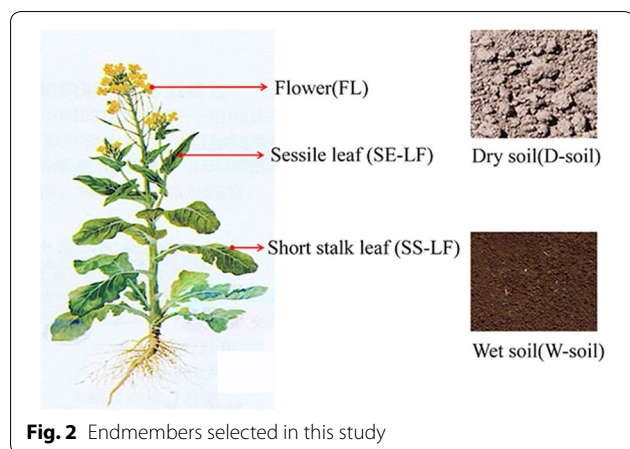 Flower(FL)
Sessile leaf (SE-LF)
Dry soil(D-soil)
Short stalk leaf (SS-LF)
Wet soil(W-soil)
Fig. 2 Endmembers selected in this study